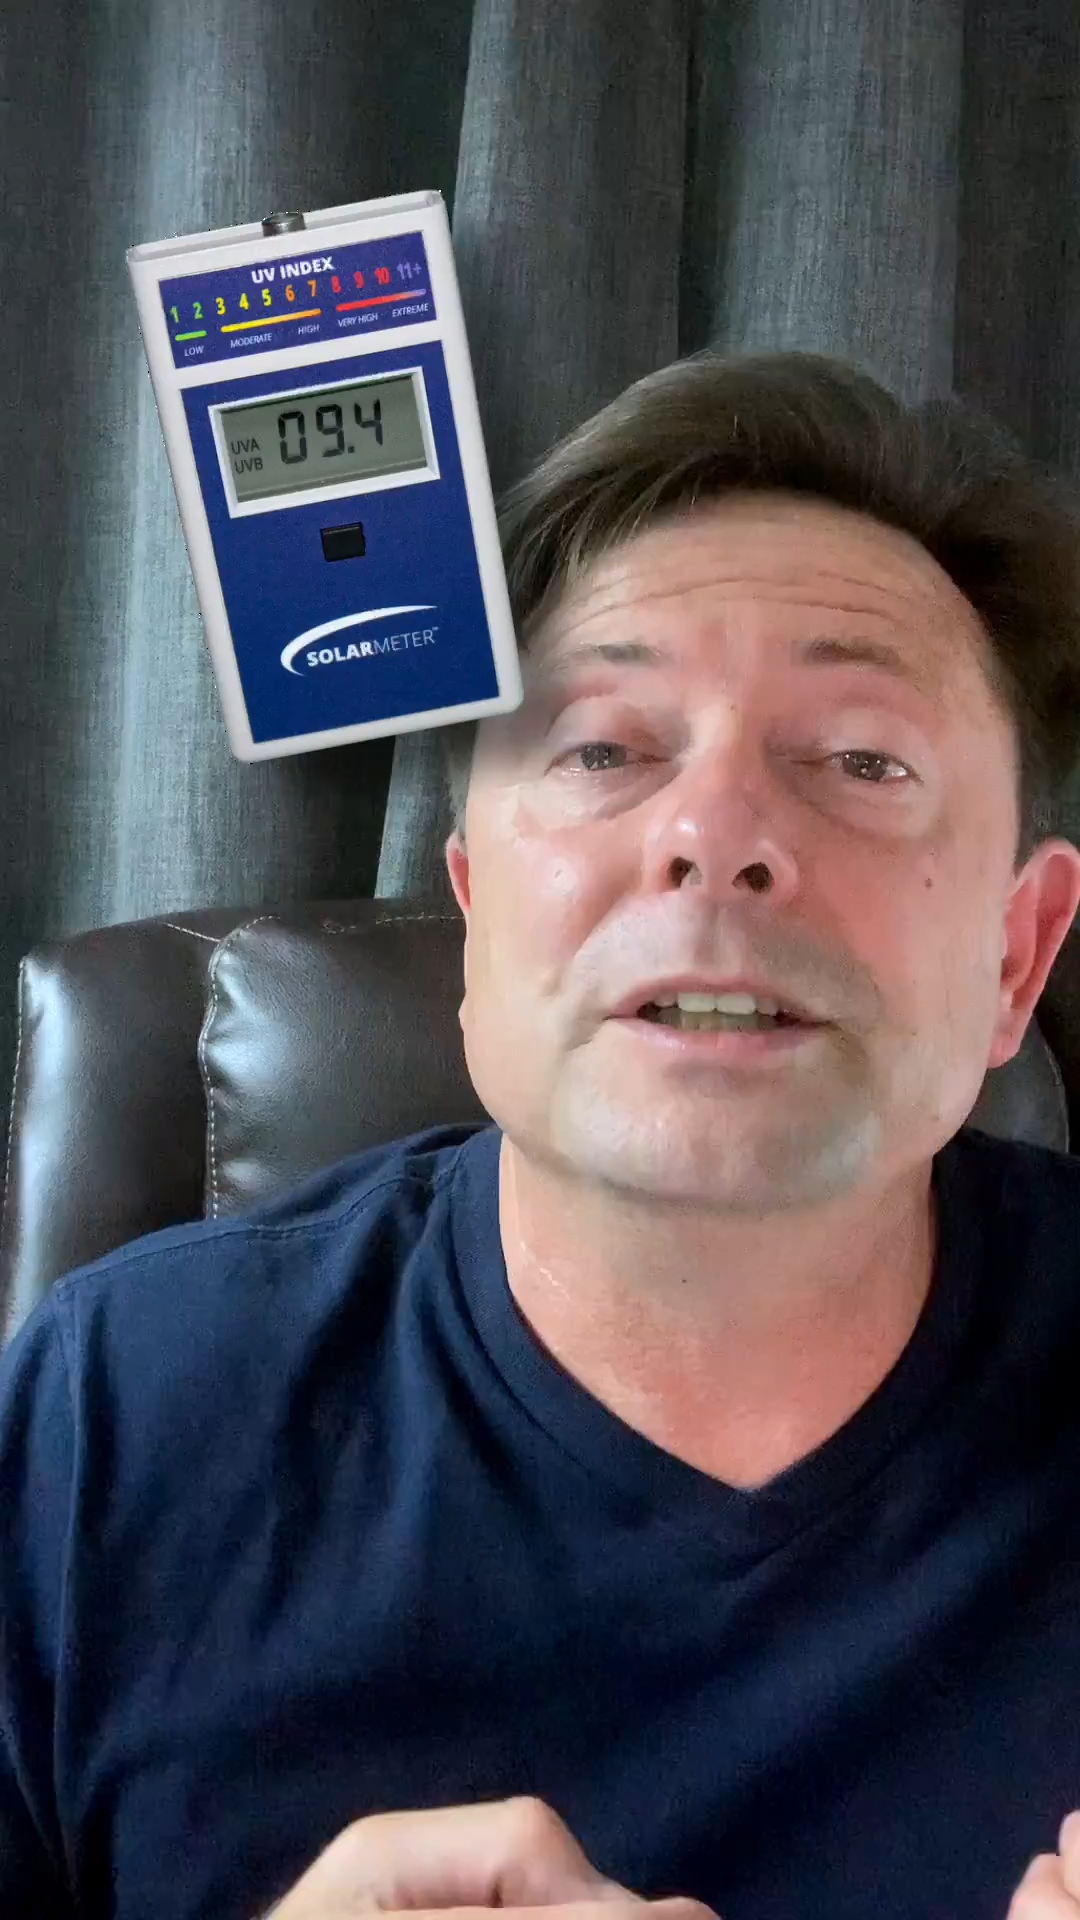 UV INDEX
1 2 3 4 5 6 7 8 9 10 11+
LOW MODERATE HIGH VERY HIGH EXTREME
UVA
UVB
09.4
SOLARMETER™